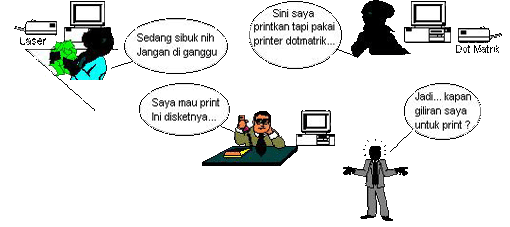 Laser
Sedang sibuk nih
Jangan di ganggu
Sini saya
printkan tapi pakai
printer dotmatrik...
Dot Matrik
Saya mau print
Ini disketnya...
Jadi... kapan
giliran saya
untuk print ?